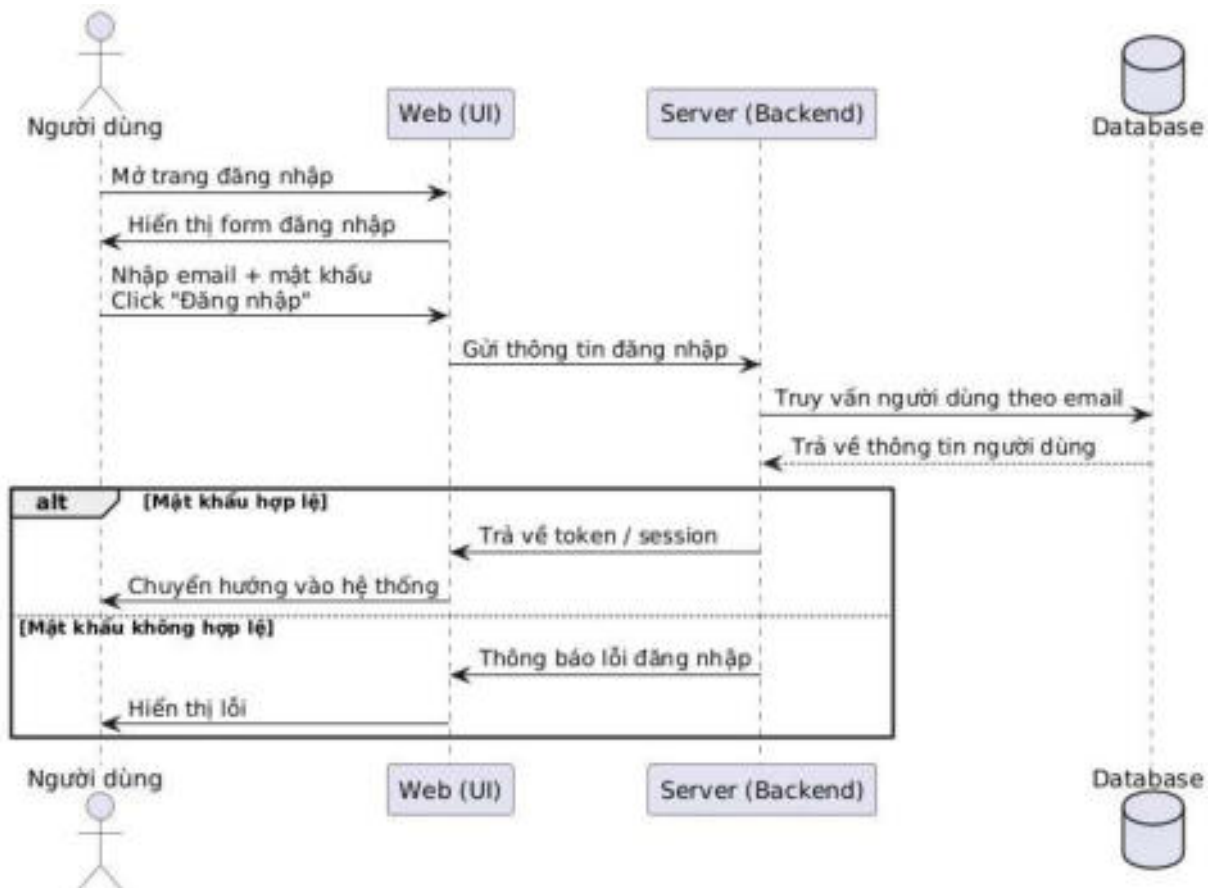 Người dùng
Web (UI)
Server (Backend)
Database
Mở trang đăng nhập
Hiển thị form đăng nhập
Nhập email + mật khẩu
Click "Đăng nhập"
Gửi thông tin đăng nhập
Truy vấn người dùng theo email
Trả về thông tin người dùng
alt [Mật khẩu hợp lệ]
Trả về token / session
Chuyển hướng vào hệ thống
[Mật khẩu không hợp lệ]
Thông báo lỗi đăng nhập
Hiển thị lỗi
Người dùng
Web (UI)
Server (Backend)
Database